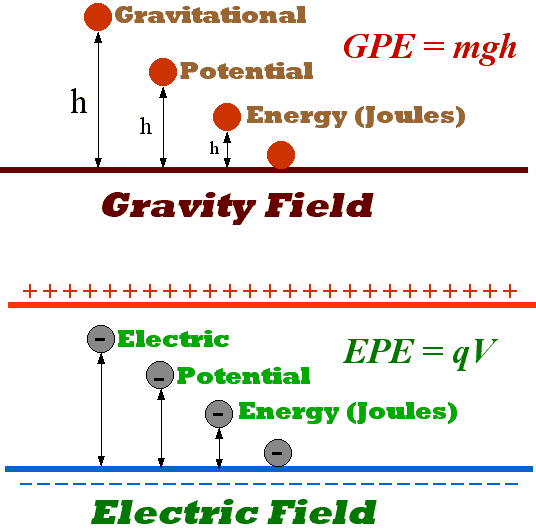 Gravitational
GPE = mgh
Potential
h
h
Energy (Joules)
h
Gravity Field
+ + + + + + + + + + + + + + + + + + + + + + + + +
- Electric
EPE = qV
- Potential
- Energy (Joules)
-
_ _ _ _ _ _ _ _ _ _ _ _ _ _ _ _ _ _ _ _ _ _ _ _
Electric Field